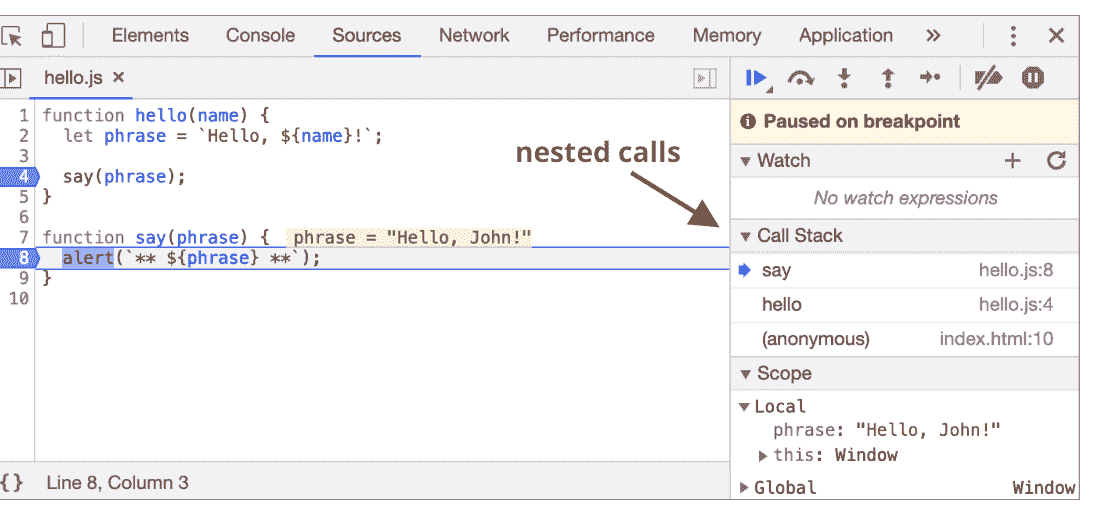 Elements Console Sources Network Performance Memory Application »
hello.js ×
1 function hello(name) {
2 let phrase = `Hello, ${name}!`;
3
4 say(phrase);
5 }
6
7 function say(phrase) { phrase = "Hello, John!"
8 alert(`** ${phrase} **`);
9 }
10
{} Line 8, Column 3
nested calls
Paused on breakpoint
Watch
No watch expressions
Call Stack
say hello.js:8
hello hello.js:4
(anonymous) index.html:10
Scope
Local
phrase: "Hello, John!"
this: Window
Global Window